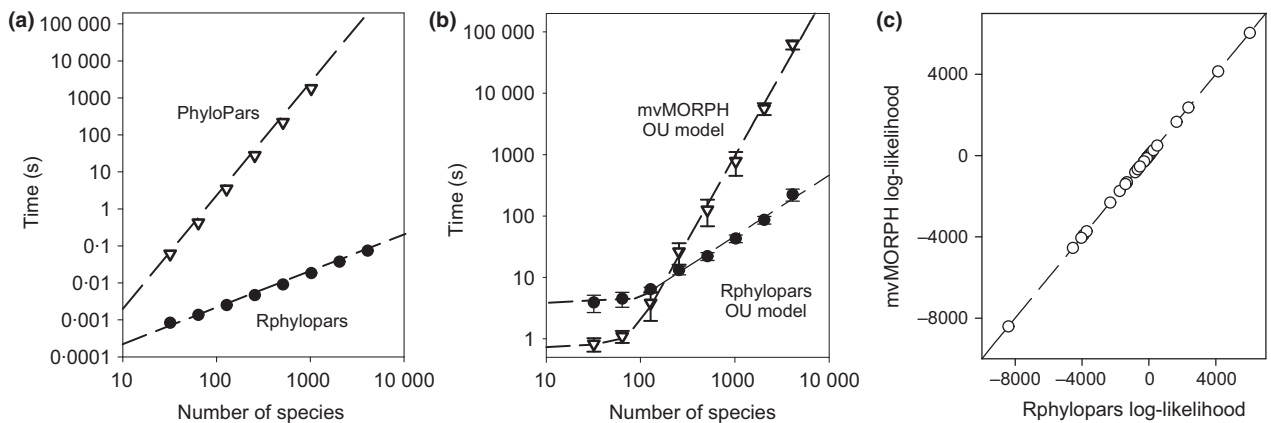 (a)
100 000
10 000
1000
100
10
1
0·1
0·01
0·001
0·0001
Time (s)
PhyloPars
Rphylopars
10
100
1000
10 000
Number of species
(b)
100 000
10 000
1000
100
10
1
Time (s)
mvMORPH
OU model
Rphylopars
OU model
10
100
1000
10 000
Number of species
(c)
4000
0
−4000
−8000
mvMORPH log-likelihood
−8000
−4000
0
4000
Rphylopars log-likelihood